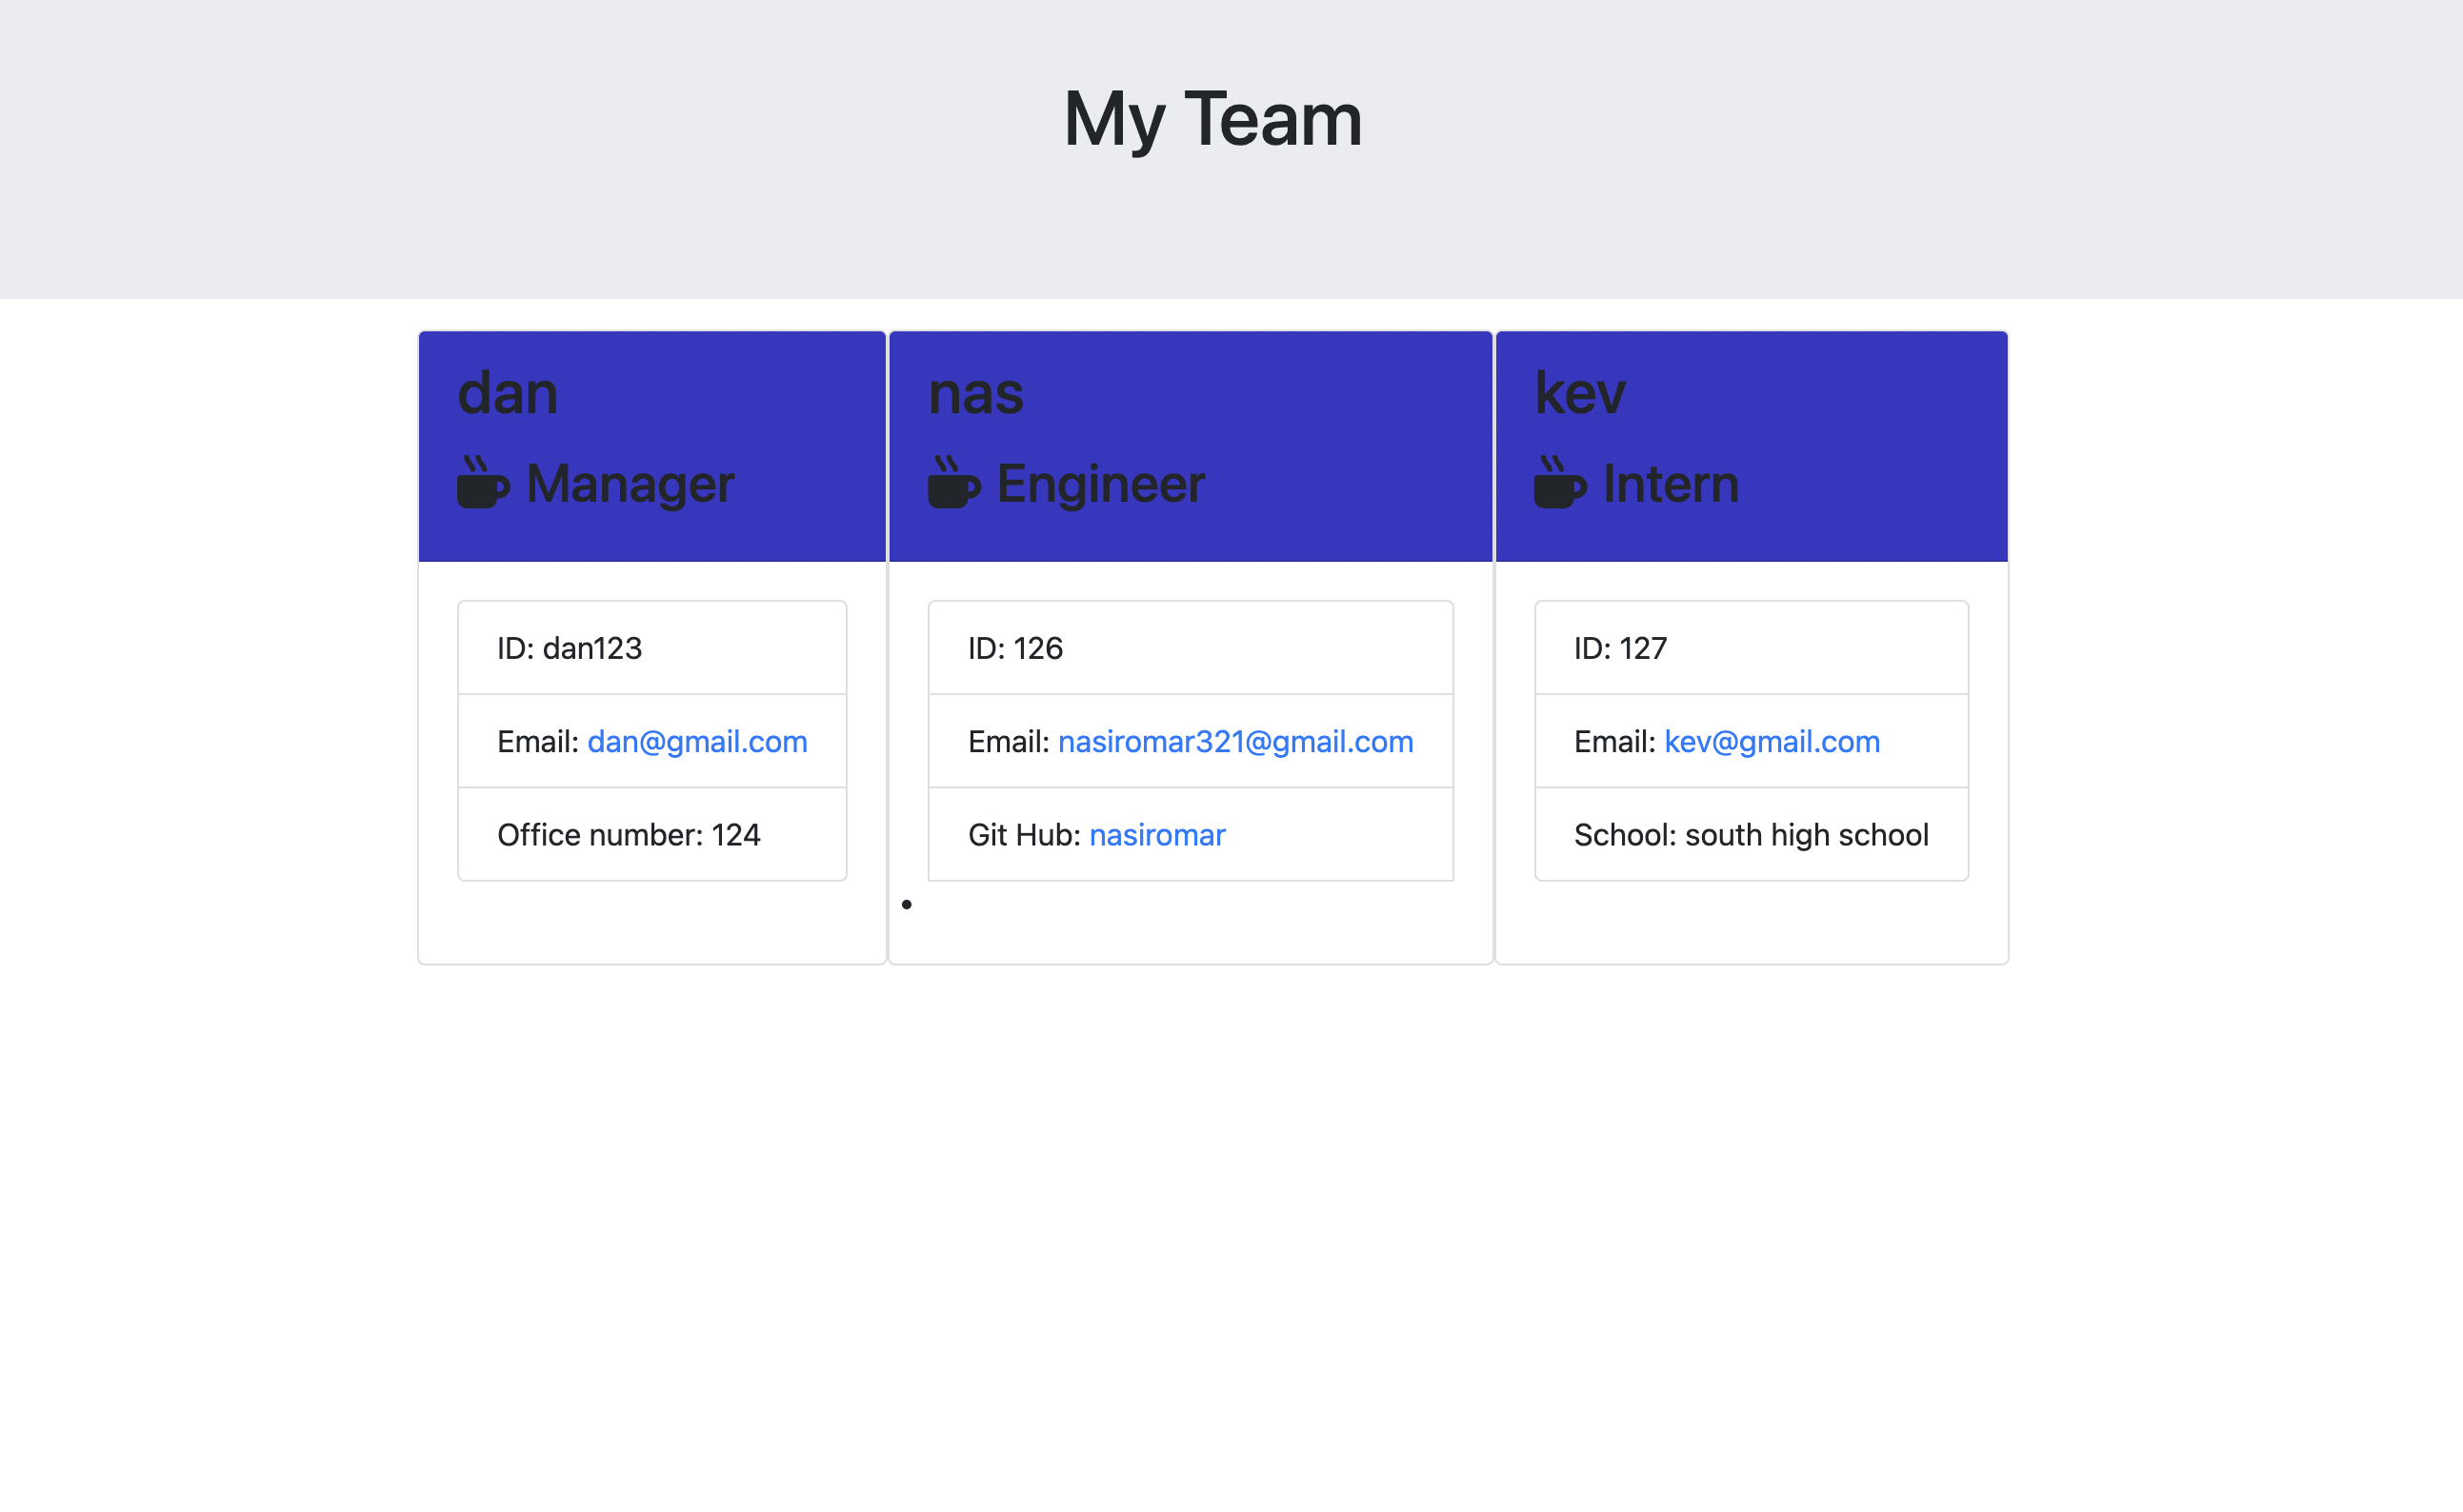 My Team
dan
Manager
ID: dan123
Email: dan@gmail.com
Office number: 124
nas
Engineer
ID: 126
Email: nasiromar321@gmail.com
Git Hub: nasiromar
kev
Intern
ID: 127
Email: kev@gmail.com
School: south high school